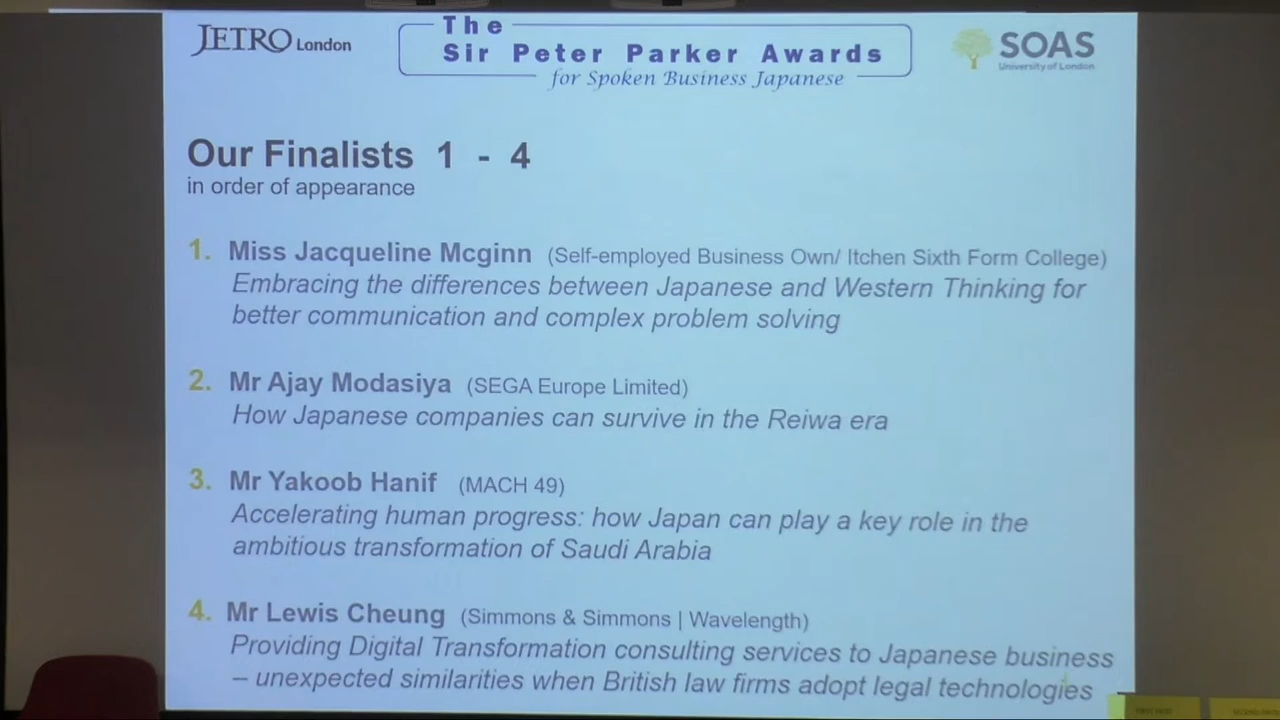 JETRO London
The
Sir Peter Parker Awards
for Spoken Business Japanese
SOAS
University of London
Our Finalists 1 - 4
in order of appearance
1. Miss Jacqueline Mcginn (Self-employed Business Own/ Itchen Sixth Form College)
Embracing the differences between Japanese and Western Thinking for
better communication and complex problem solving
2. Mr Ajay Modasiya (SEGA Europe Limited)
How Japanese companies can survive in the Reiwa era
3. Mr Yakoob Hanif (MACH 49)
Accelerating human progress: how Japan can play a key role in the
ambitious transformation of Saudi Arabia
4. Mr Lewis Cheung (Simmons & Simmons | Wavelength)
Providing Digital Transformation consulting services to Japanese business
– unexpected similarities when British law firms adopt legal technologies